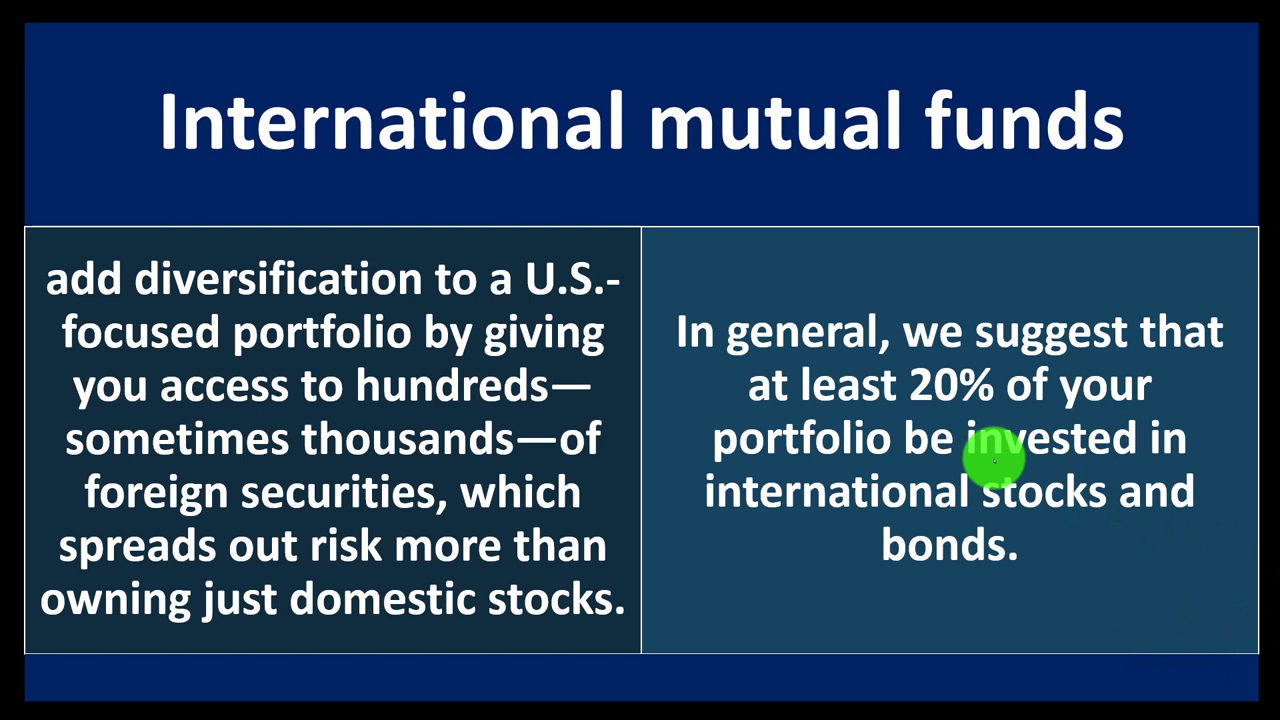 International mutual funds
add diversification to a U.S.-
focused portfolio by giving
you access to hundreds—
sometimes thousands—of
foreign securities, which
spreads out risk more than
owning just domestic stocks.
In general, we suggest that
at least 20% of your
portfolio be invested in
international stocks and
bonds.